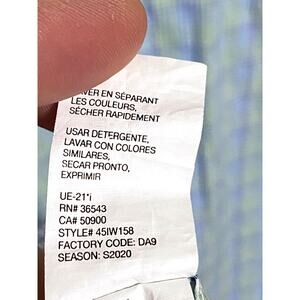 LAVER EN SÉPARANT
LES COULEURS,
SÉCHER RAPIDEMENT
USAR DETERGENTE,
LAVAR CON COLORES
SIMILARES,
SECAR PRONTO,
EXPRIMIR
UE-21*i
RN# 36543
CA# 50900
STYLE# 45IW158
FACTORY CODE: DA9
SEASON: S2020